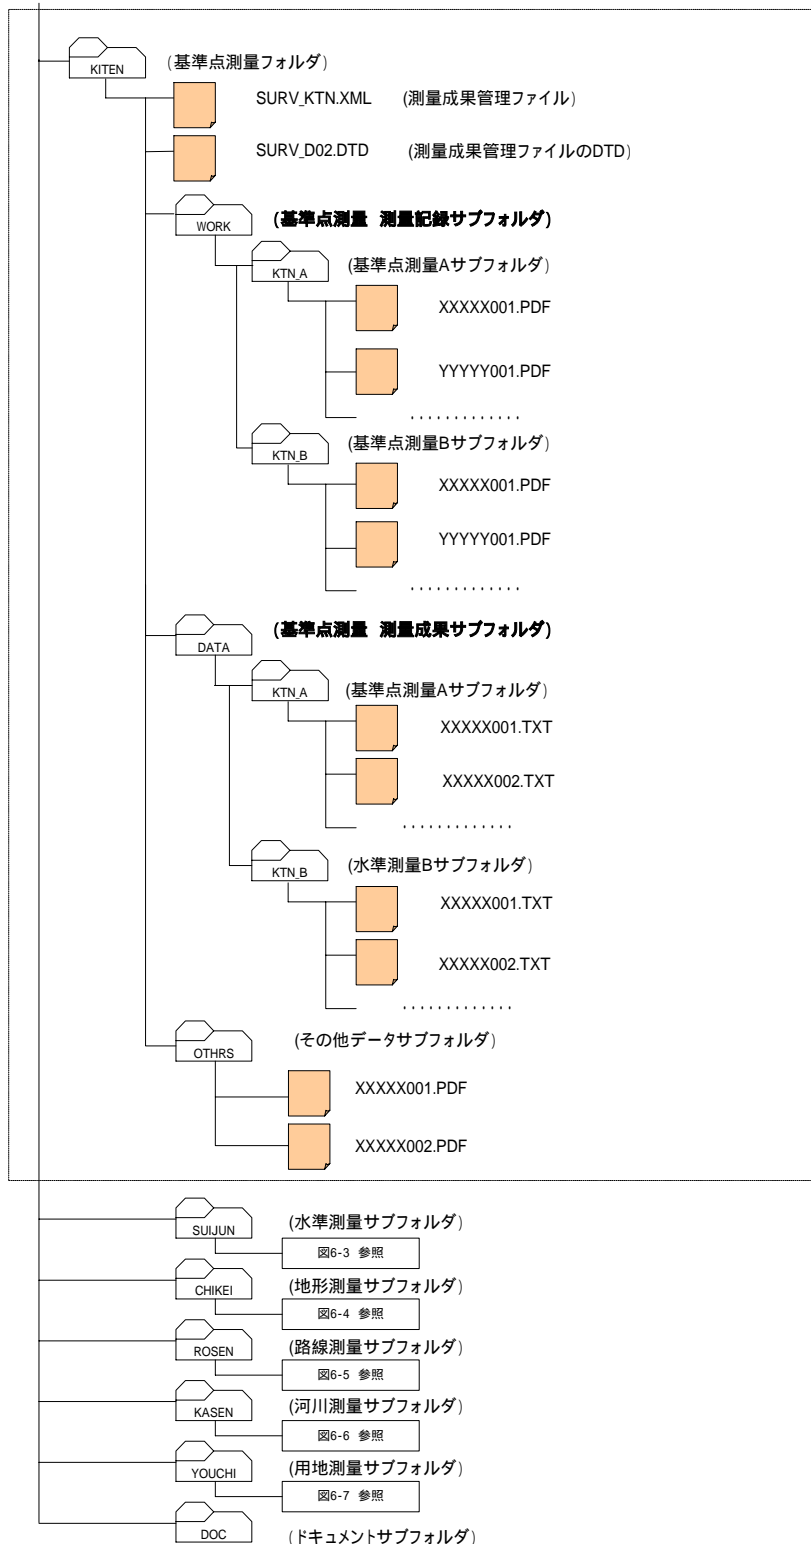 KITEN (基準点測量フォルダ)
SURV_KTN.XML (測量成果管理ファイル)
SURV_D02.DTD (測量成果管理ファイルのDTD)
WORK (基準点測量 測量記録サブフォルダ)
KTN_A (基準点測量Aサブフォルダ)
XXXXX001.PDF
YYYYY001.PDF
.............
KTN_B (基準点測量Bサブフォルダ)
XXXXX001.PDF
YYYYY001.PDF
.............
DATA (基準点測量 測量成果サブフォルダ)
KTN_A (基準点測量Aサブフォルダ)
XXXXX001.TXT
XXXXX002.TXT
.............
KTN_B (水準測量Bサブフォルダ)
XXXXX001.TXT
XXXXX002.TXT
.............
OTHRS (その他データサブフォルダ)
XXXXX001.PDF
XXXXX002.PDF
SUIJUN (水準測量サブフォルダ)
図6-3 参照
CHIKEI (地形測量サブフォルダ)
図6-4 参照
ROSEN (路線測量サブフォルダ)
図6-5 参照
KASEN (河川測量サブフォルダ)
図6-6 参照
YOUCHI (用地測量サブフォルダ)
図6-7 参照
DOC (ドキュメントサブフォルダ)